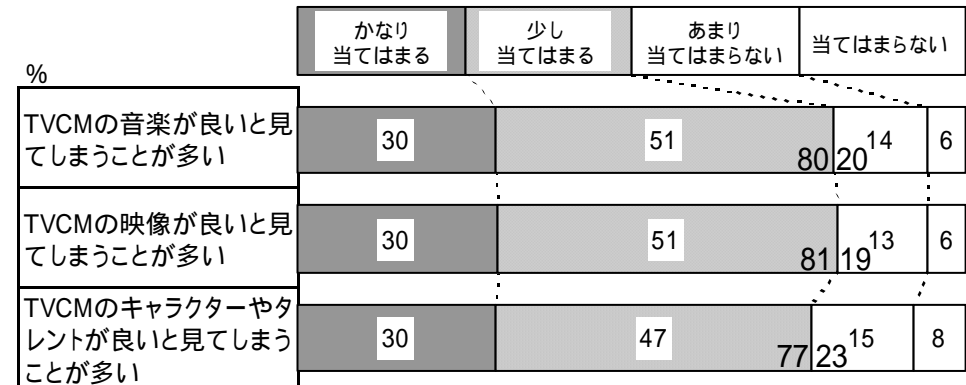 かなり
当てはまる
少し
当てはまる
あまり
当てはまらない
当てはまらない
%
TVCMの音楽が良いと見
てしまうことが多い
30 51 80 20 14 6
TVCMの映像が良いと見
てしまうことが多い
30 51 81 19 13 6
TVCMのキャラクターやタ
レントが良いと見てしまう
ことが多い
30 47 77 23 15 8